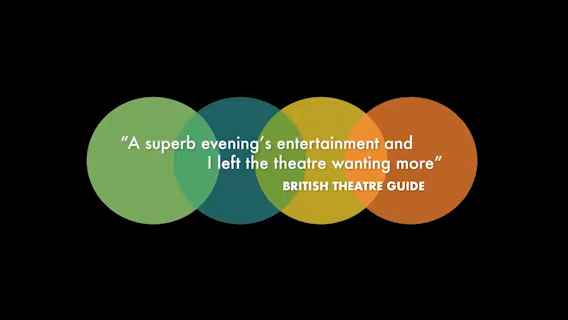 “A superb evening’s entertainment and
I left the theatre wanting more”
BRITISH THEATRE GUIDE